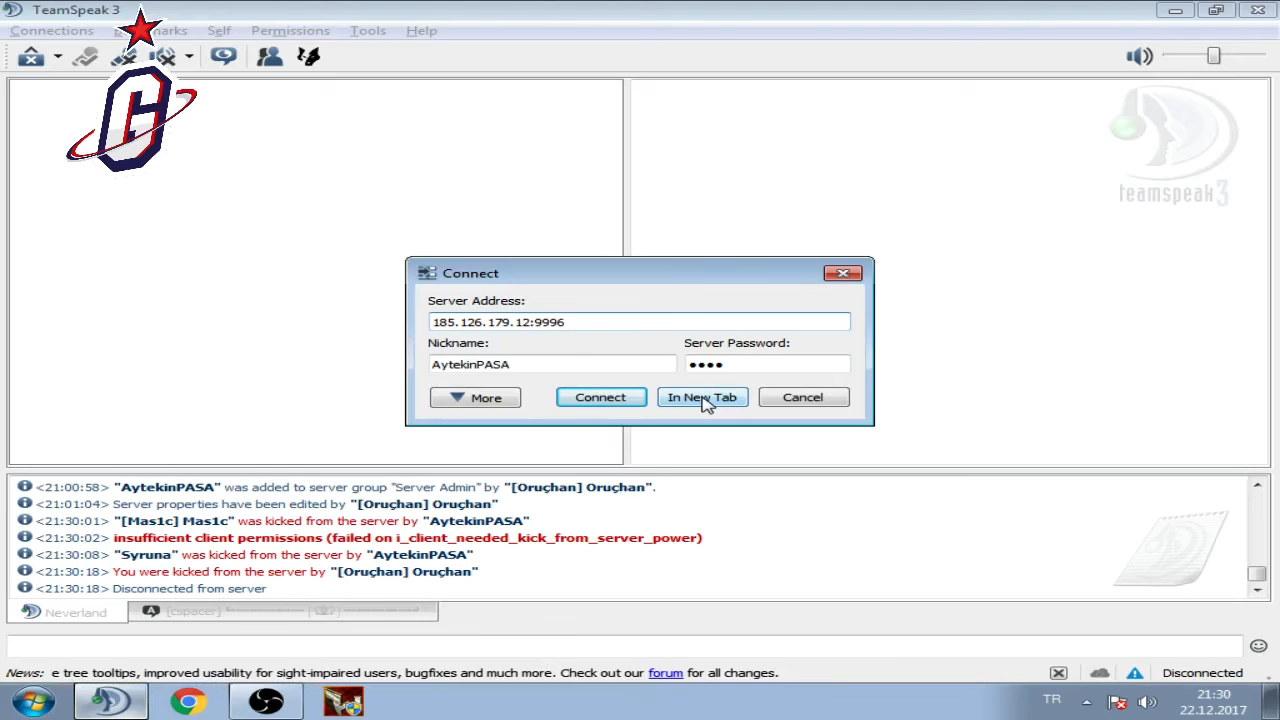 TeamSpeak 3
Connections
Self Permissions Tools Help
teamspeak 3
Connect
Server Address:
185.126.179.12:9996
Nickname: Server Password:
AytekinPASA ●●●●
More Connect In New Tab Cancel
<21:00:58> "AytekinPASA" was added to server group "Server Admin" by "[Oruçhan] Oruçhan".
<21:01:04> Server properties have been edited by "[Oruçhan] Oruçhan"
<21:30:01> "[Mas1c] Mas1c" was kicked from the server by "AytekinPASA"
<21:30:02> insufficient client permissions (failed on i_client_needed_kick_from_server_power)
<21:30:08> "Syruna" was kicked from the server by "AytekinPASA"
<21:30:18> You were kicked from the server by "[Oruçhan] Oruçhan"
<21:30:18> Disconnected from server
Neverland
News: e tree tooltips, improved usability for sight-impaired users, bugfixes and much more. Check out our forum for all changes. Disconnected
TR 21:30
22.12.2017